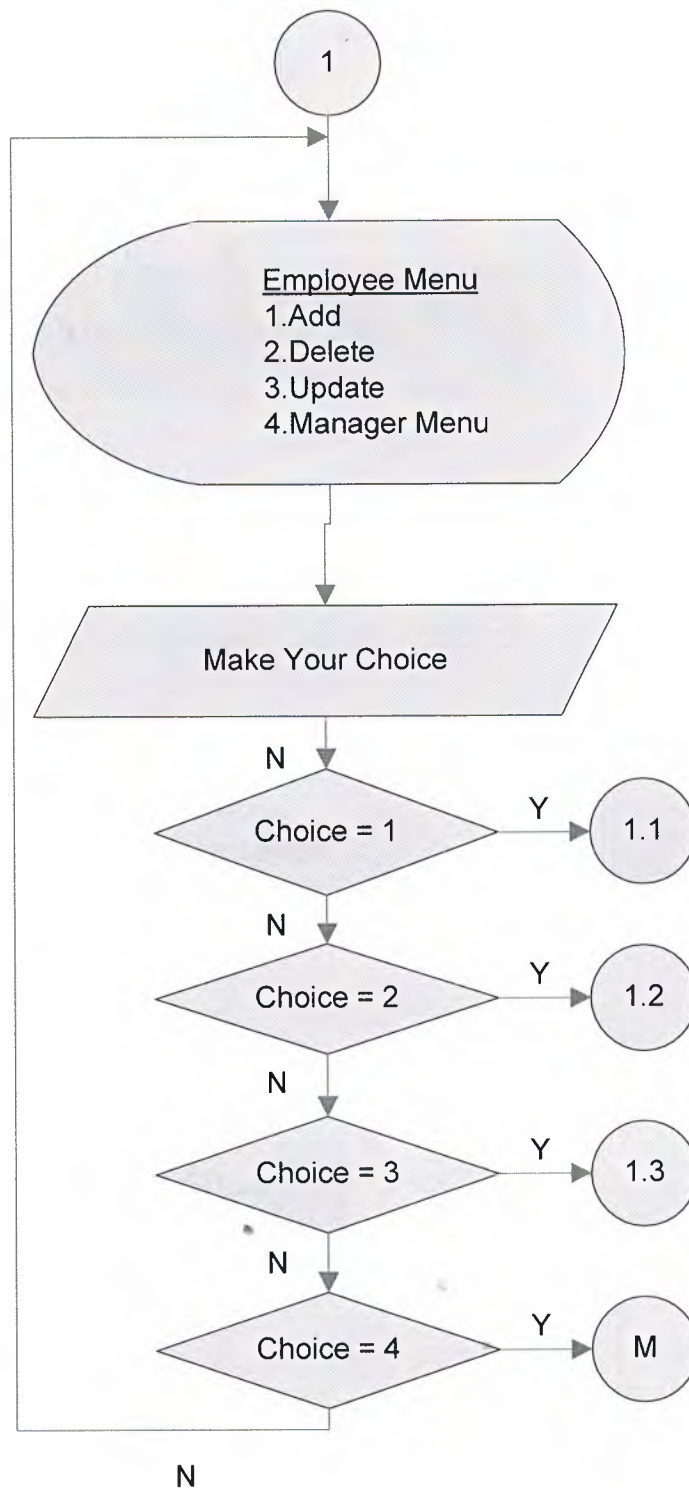 1
Employee Menu
1.Add
2.Delete
3.Update
4.Manager Menu
Make Your Choice
N
Choice = 1
Y
1.1
N
Choice = 2
Y
1.2
N
Choice = 3
Y
1.3
N
Choice = 4
Y
M
N